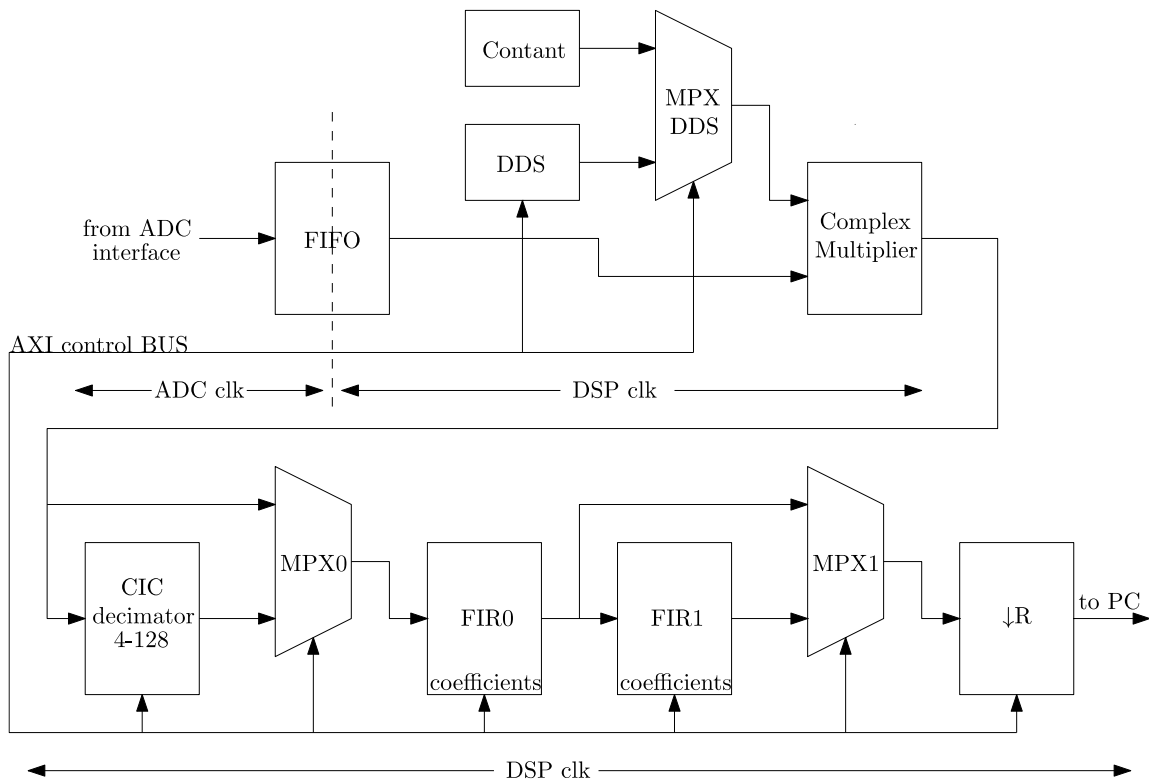 Contant
MPX
DDS
DDS
from ADC
interface
FIFO
Complex
Multiplier
AXI control BUS
ADC clk
DSP clk
CIC
decimator
4-128
MPX0
FIR0
coefficients
FIR1
coefficients
MPX1
↓R
to PC
DSP clk